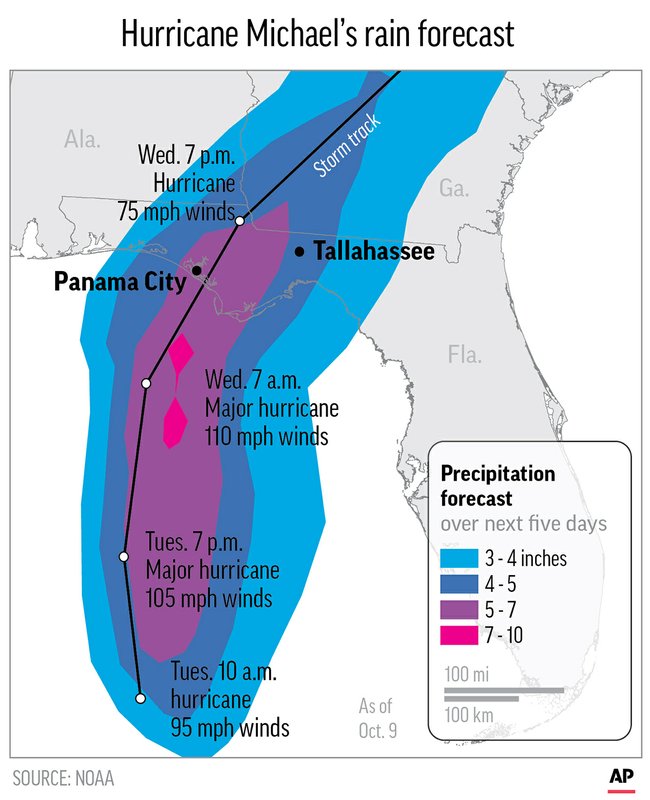 Hurricane Michael's rain forecast
Ala.
Storm track
Wed. 7 p.m.
Hurricane
75 mph winds
Ga.
Tallahassee
Panama City
Fla.
Wed. 7 a.m.
Major hurricane
110 mph winds
Tues. 7 p.m.
Major hurricane
105 mph winds
Tues. 10 a.m.
hurricane
95 mph winds
Precipitation
forecast
over next five days
3 - 4 inches
4 - 5
5 - 7
7 - 10
100 mi
100 km
As of
Oct. 9
SOURCE: NOAA
AP